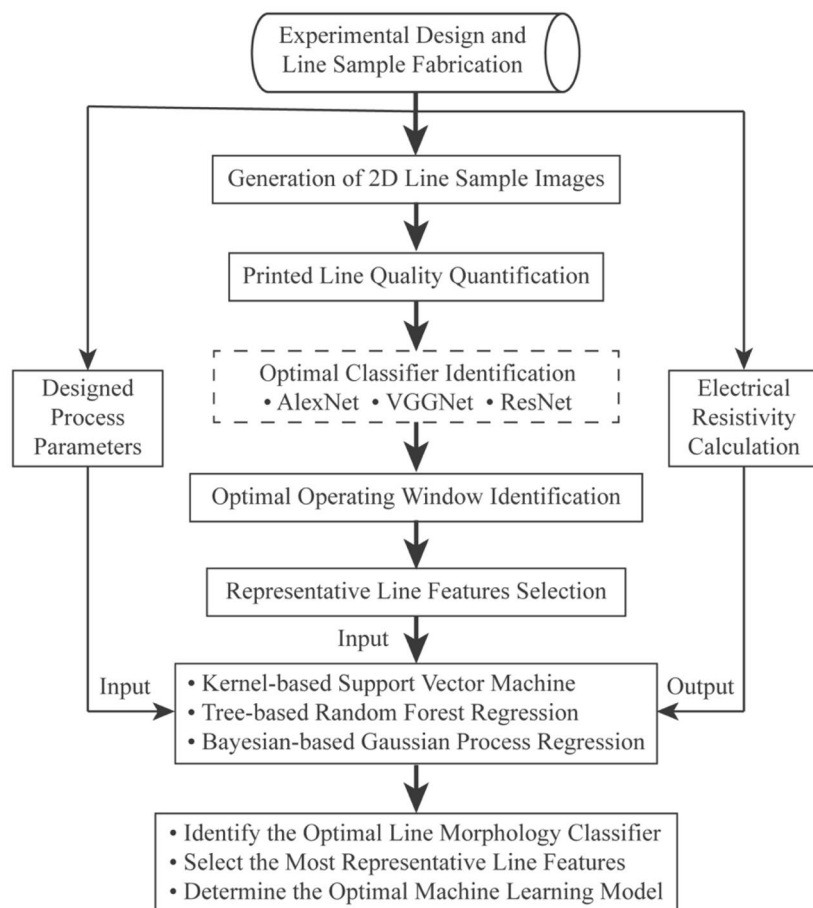 Experimental Design and
Line Sample Fabrication
Generation of 2D Line Sample Images
Printed Line Quality Quantification
Optimal Classifier Identification
• AlexNet • VGGNet • ResNet
Designed
Process
Parameters
Electrical
Resistivity
Calculation
Optimal Operating Window Identification
Representative Line Features Selection
Input
Input
Output
• Kernel-based Support Vector Machine
• Tree-based Random Forest Regression
• Bayesian-based Gaussian Process Regression
• Identify the Optimal Line Morphology Classifier
• Select the Most Representative Line Features
• Determine the Optimal Machine Learning Model